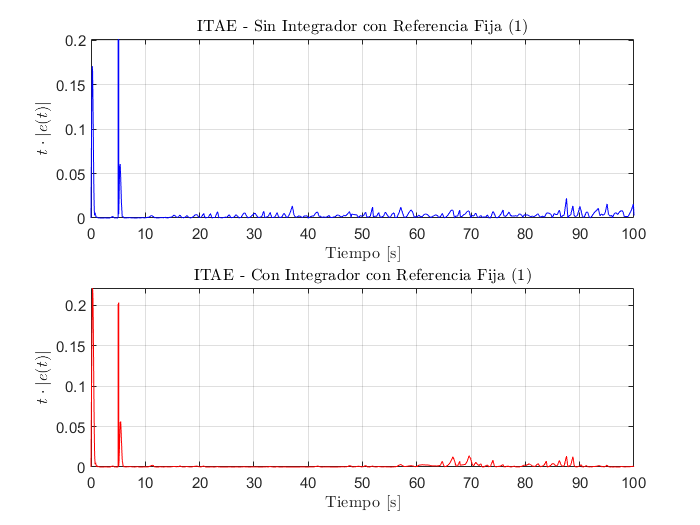 ITAE - Sin Integrador con Referencia Fija (1)
0.2
0.15
0.1
0.05
0
t · |e(t)|
0 10 20 30 40 50 60 70 80 90 100
Tiempo [s]
ITAE - Con Integrador con Referencia Fija (1)
0.2
0.15
0.1
0.05
0
t · |e(t)|
0 10 20 30 40 50 60 70 80 90 100
Tiempo [s]